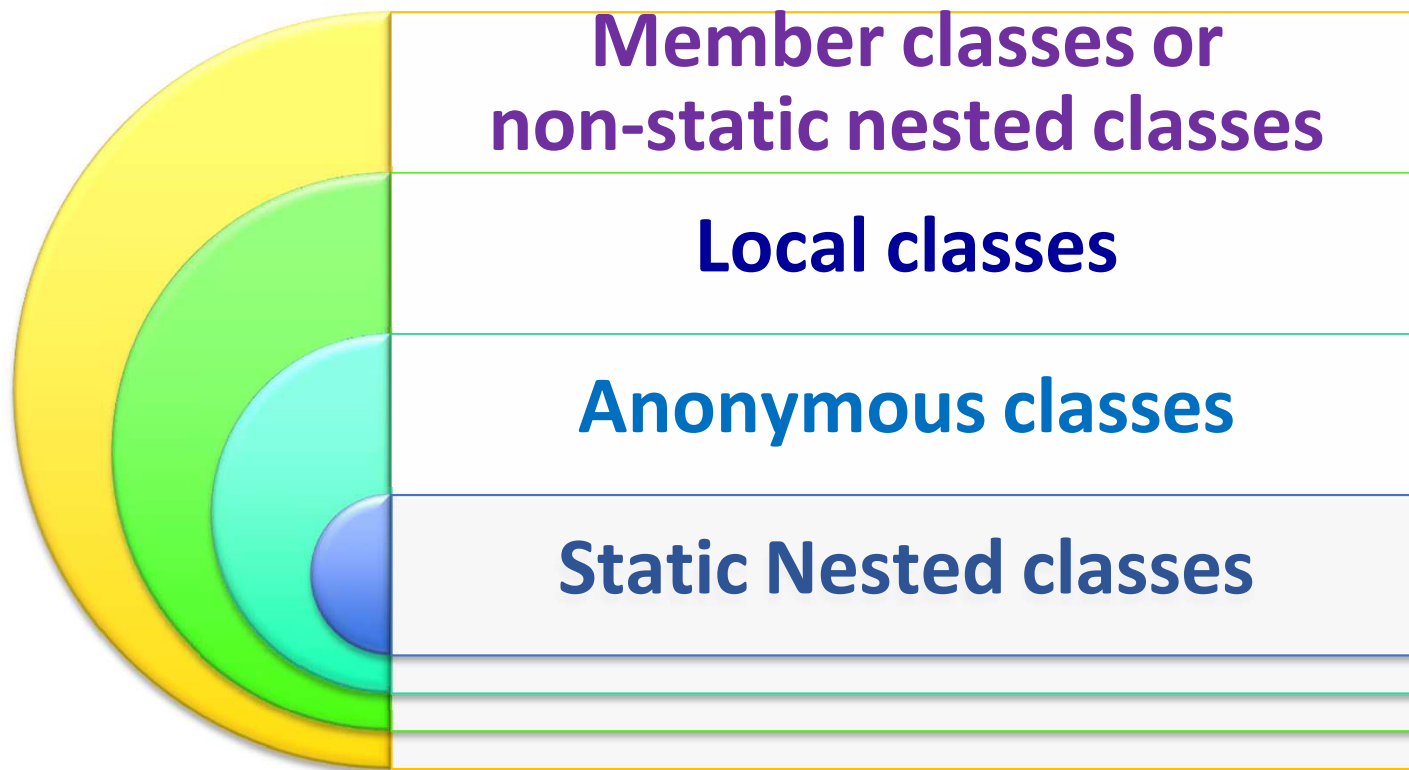 Member classes or
non-static nested classes
Local classes
Anonymous classes
Static Nested classes